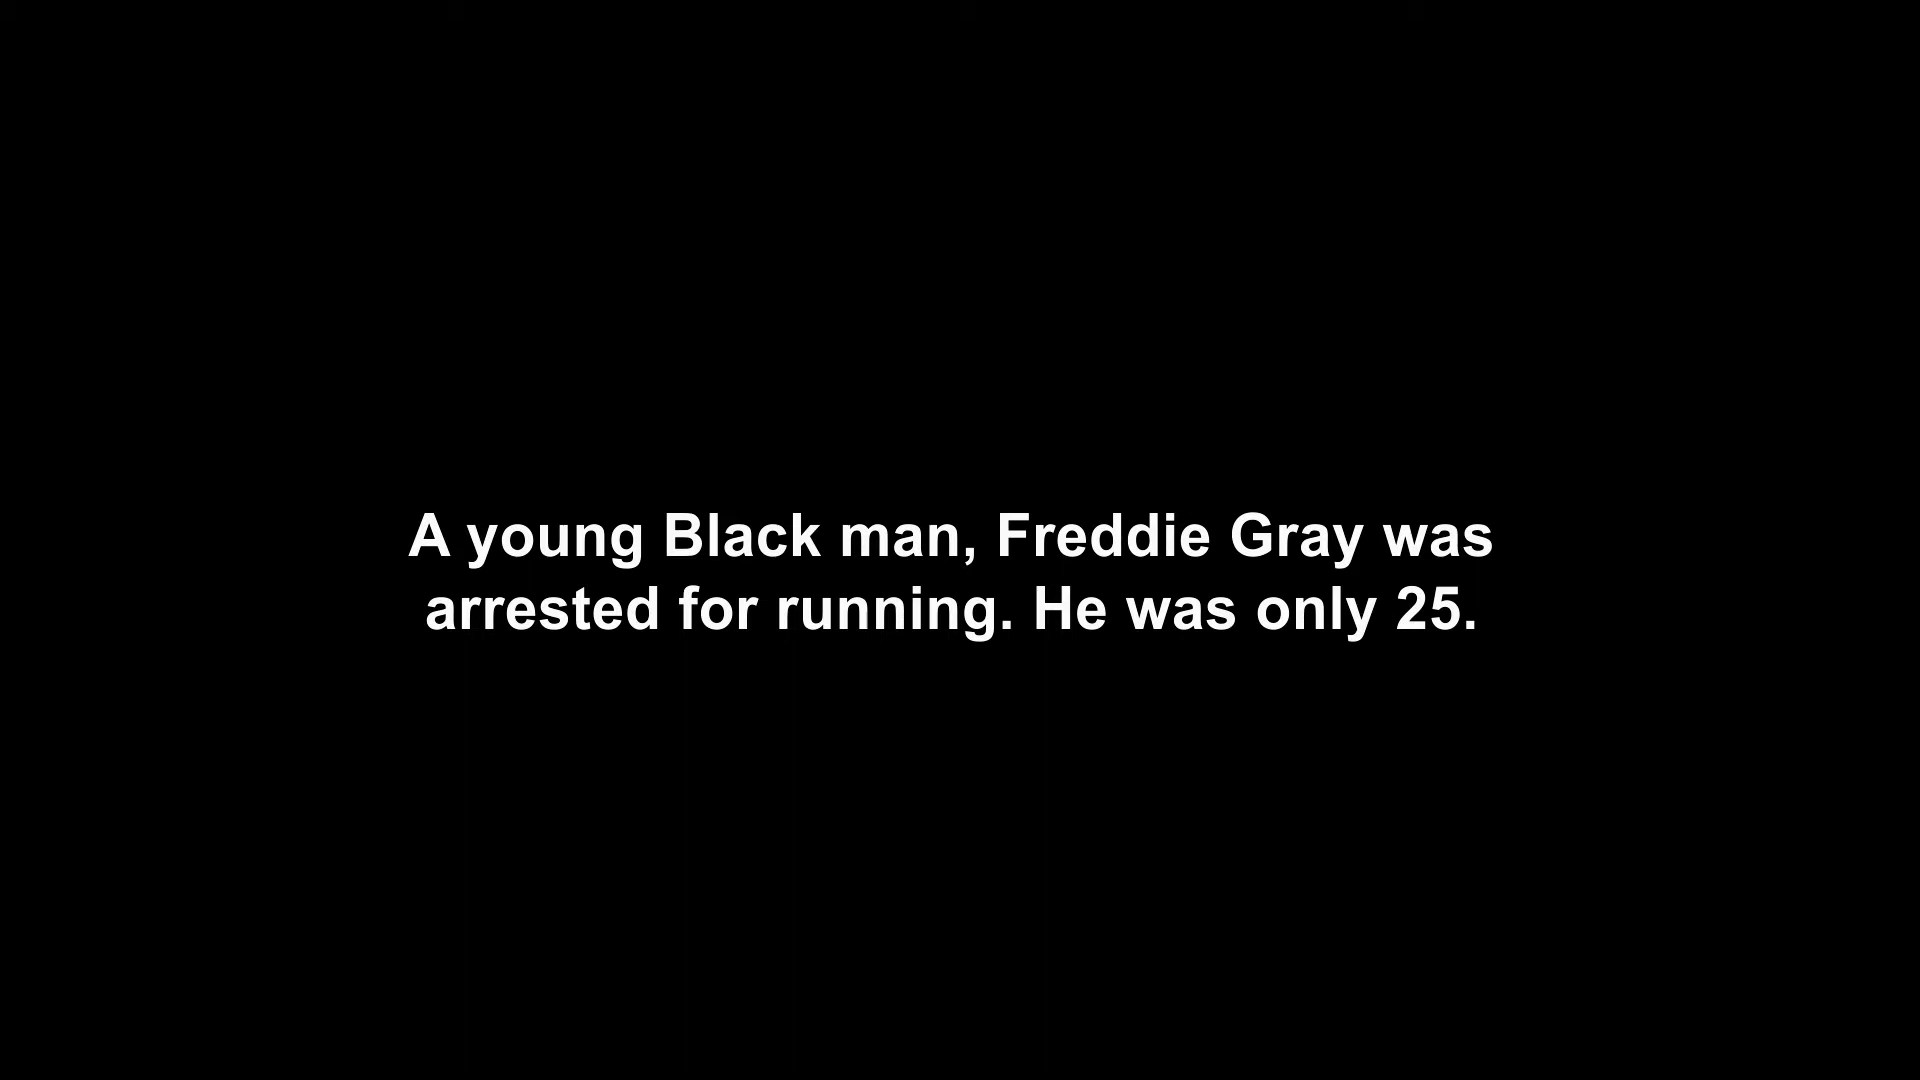 A young Black man, Freddie Gray was
arrested for running. He was only 25.